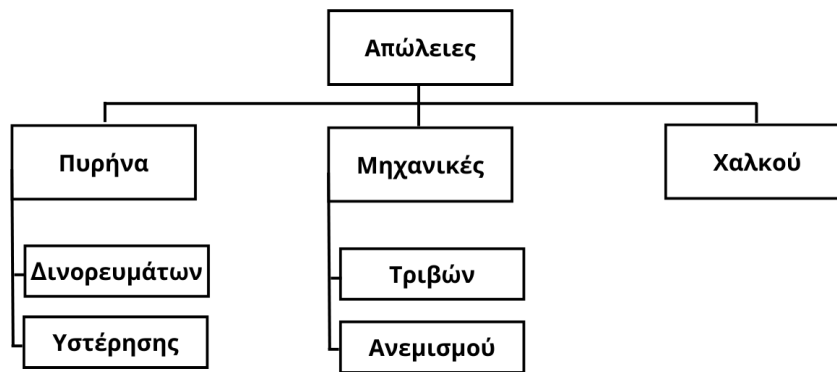 Απώλειες
Πυρήνα
Μηχανικές
Χαλκού
Δινορευμάτων
Τριβών
Υστέρησης
Ανεμισμού